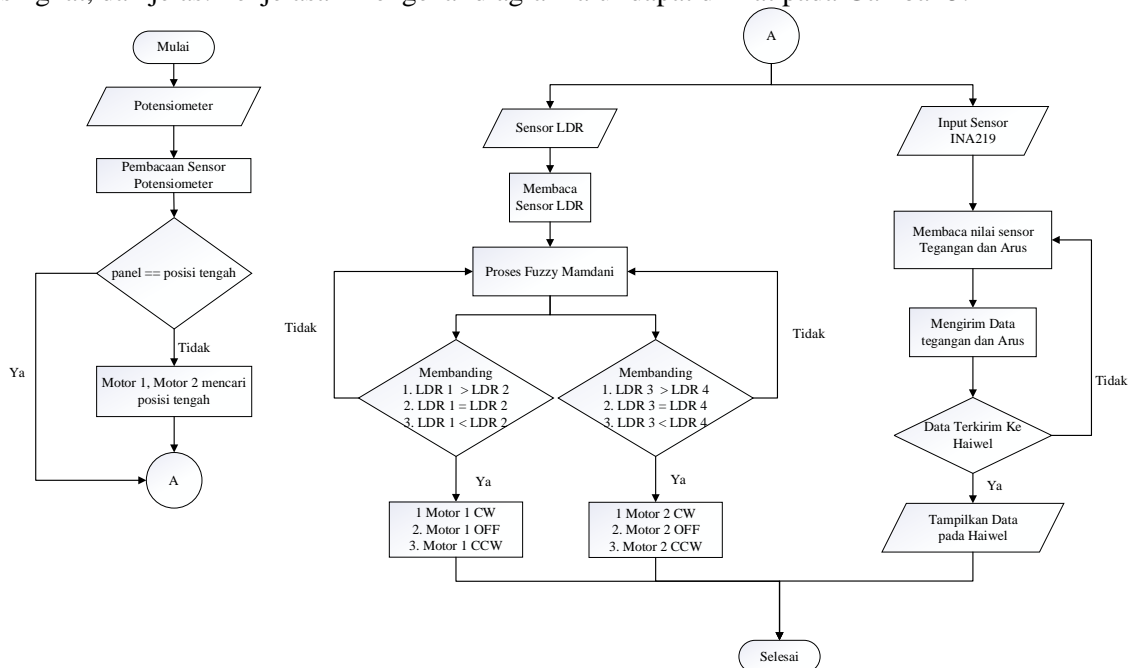 Mulai
Potensiometer
Pembacaan Sensor
Potensiometer
panel == posisi tengah
Ya
Tidak
Motor 1, Motor 2 mencari
posisi tengah
A
A
Sensor LDR
Membaca
Sensor LDR
Proses Fuzzy Mamdani
Tidak
Tidak
Membanding
1. LDR 1 > LDR 2
2. LDR 1 = LDR 2
3. LDR 1 < LDR 2
Membanding
1. LDR 3 > LDR 4
2. LDR 3 = LDR 4
3. LDR 3 < LDR 4
Ya
Ya
1 Motor 1 CW
2. Motor 1 OFF
3. Motor 1 CCW
1 Motor 2 CW
2. Motor 2 OFF
3. Motor 2 CCW
Input Sensor
INA219
Membaca nilai sensor
Tegangan dan Arus
Mengirim Data
tegangan dan Arus
Tidak
Data Terkirim Ke
Haiwel
Ya
Tampilkan Data
pada Haiwel
Selesai